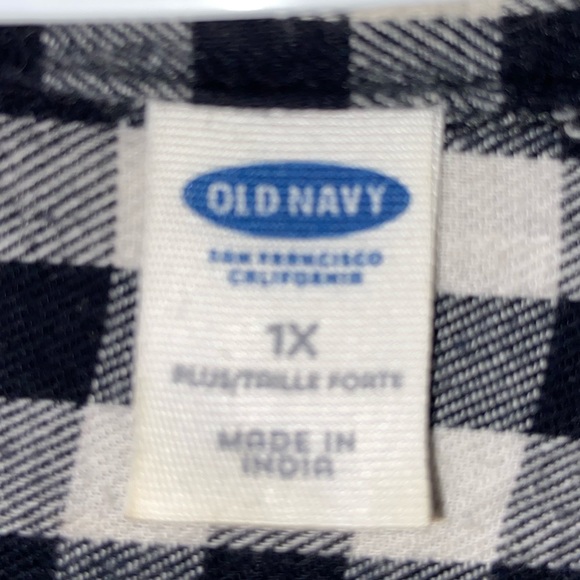 OLD NAVY
SAN FRANCISCO
CALIFORNIA
1X
PLUS/TAILLE FORTE
MADE IN
INDIA